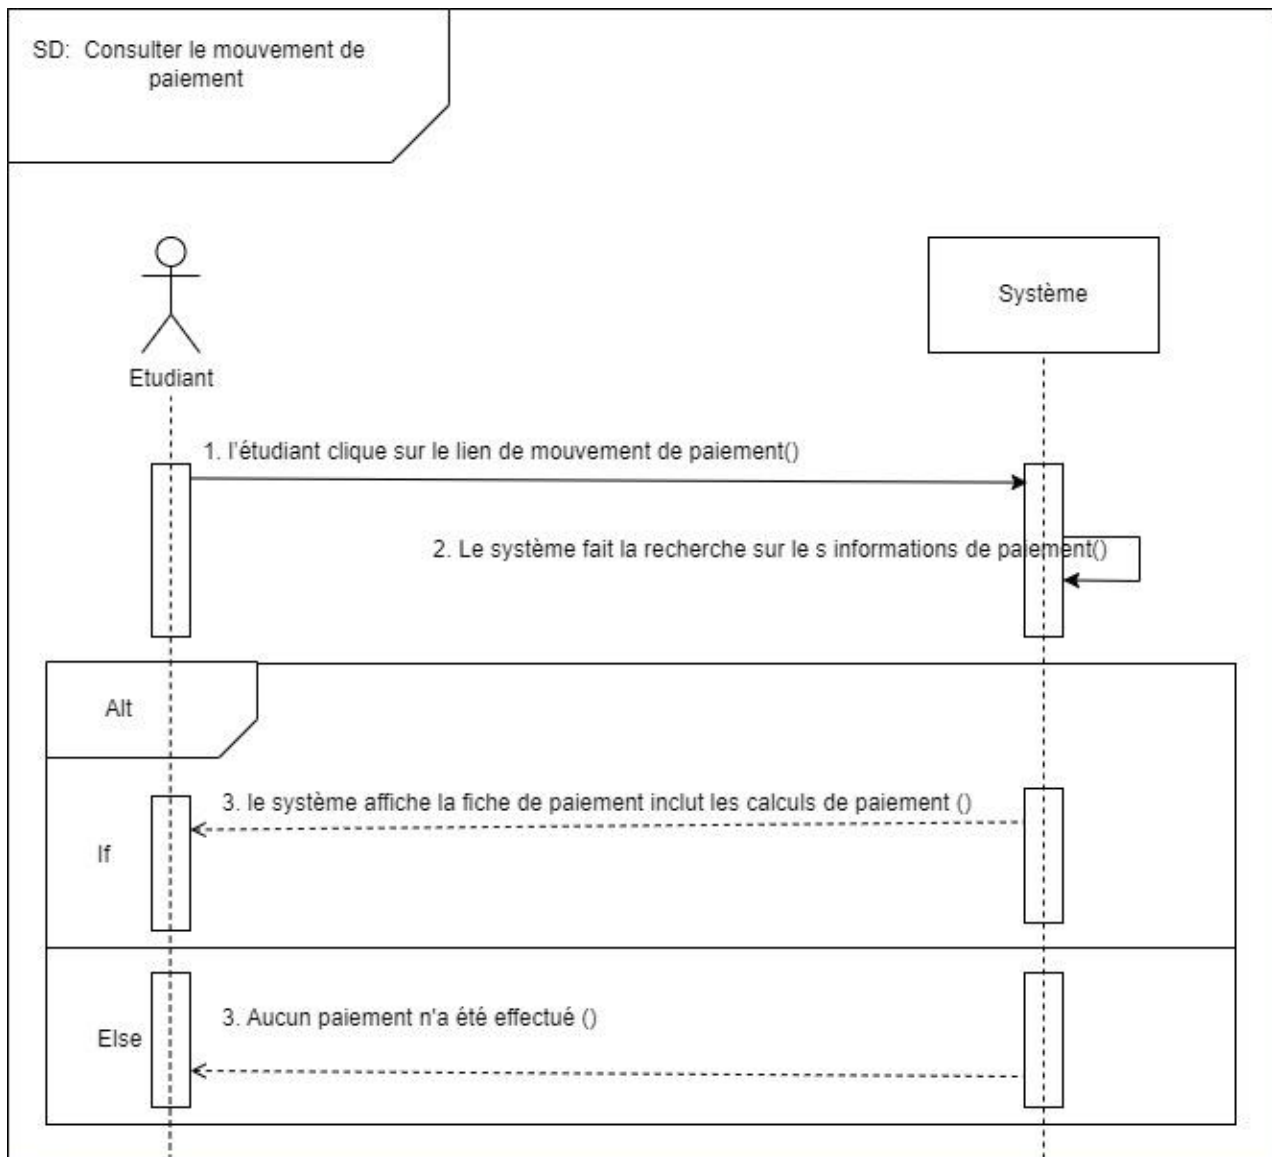 SD: Consulter le mouvement de
paiement
Etudiant
Système
1. l'étudiant clique sur le lien de mouvement de paiement()
2. Le système fait la recherche sur le s informations de paiement()
Alt
3. le système affiche la fiche de paiement inclut les calculs de paiement ()
If
3. Aucun paiement n'a été effectué ()
Else